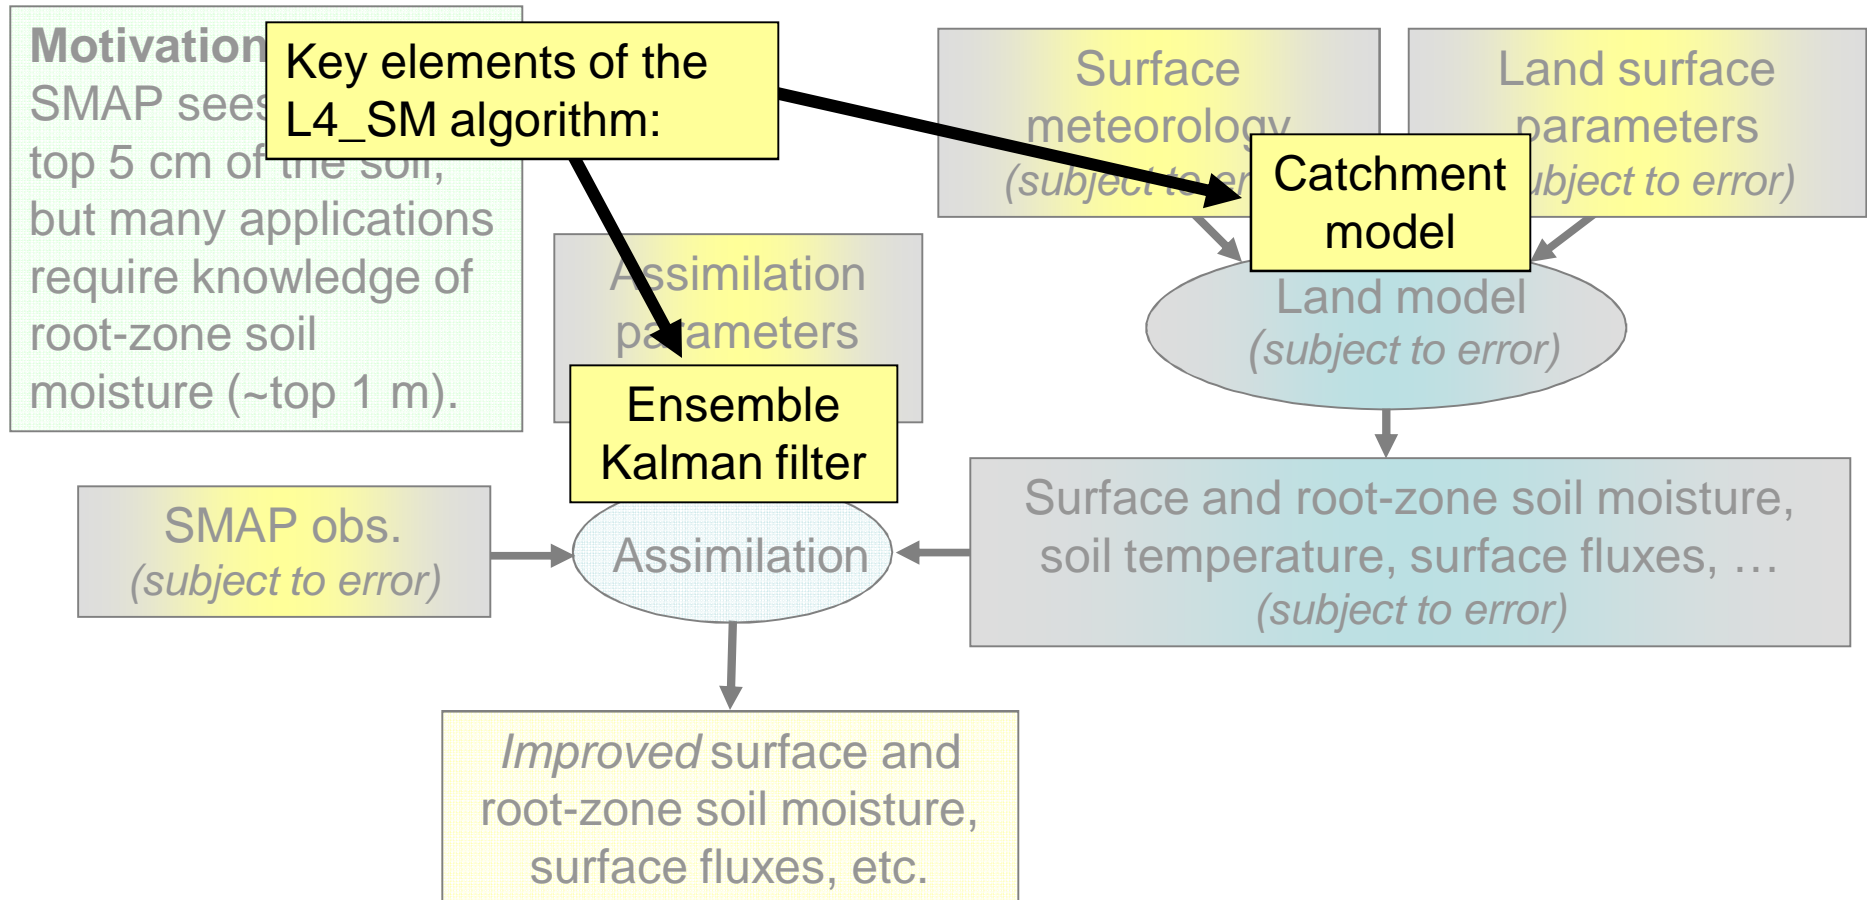 Motivation
SMAP sees
top 5 cm of the soil,
but many applications
require knowledge of
root-zone soil
moisture (~top 1 m).
Key elements of the
L4_SM algorithm:
Surface
meteorology
(subject to
Land surface
parameters
to error)
Catchment
model
Land model
(subject to error)
Assimilation
parameters
Ensemble
Kalman filter
SMAP obs.
(subject to error)
Assimilation
Surface and root-zone soil moisture,
soil temperature, surface fluxes, …
(subject to error)
Improved surface and
root-zone soil moisture,
surface fluxes, etc.